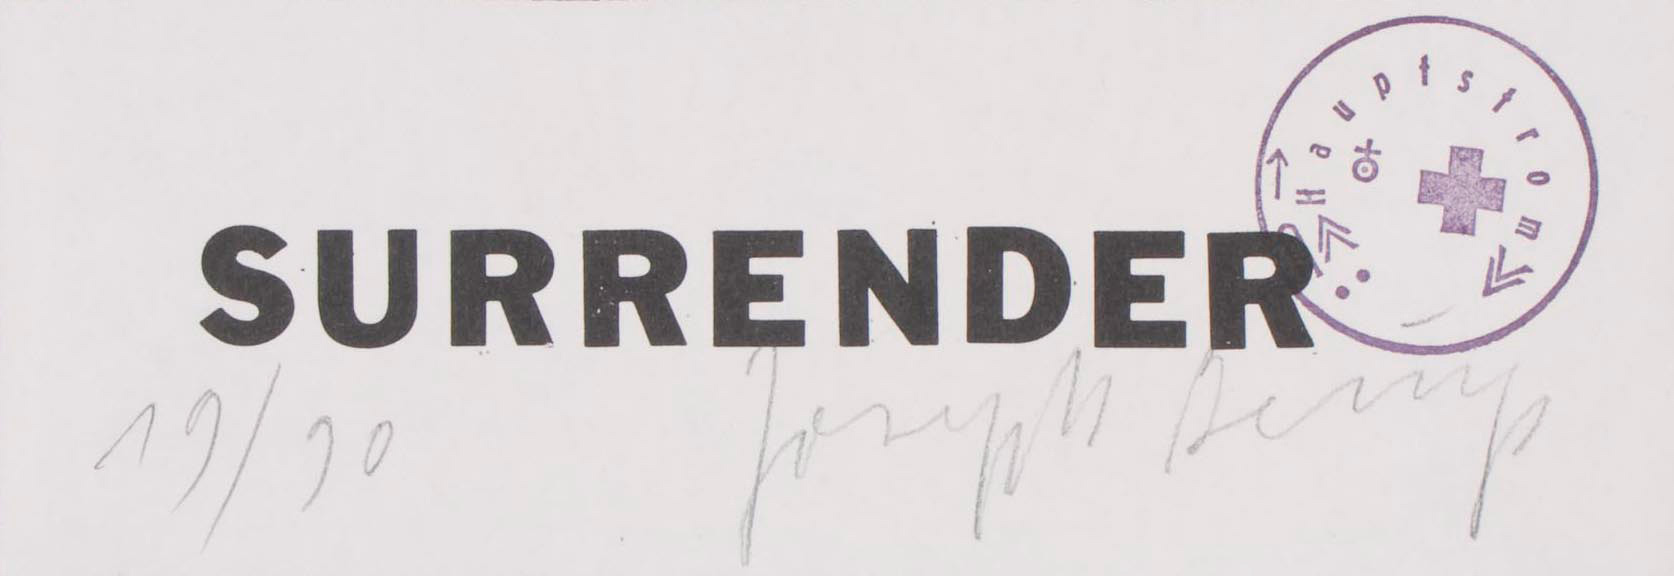 Hauptstrom
SURRENDER
19/90 Joseph Beuys